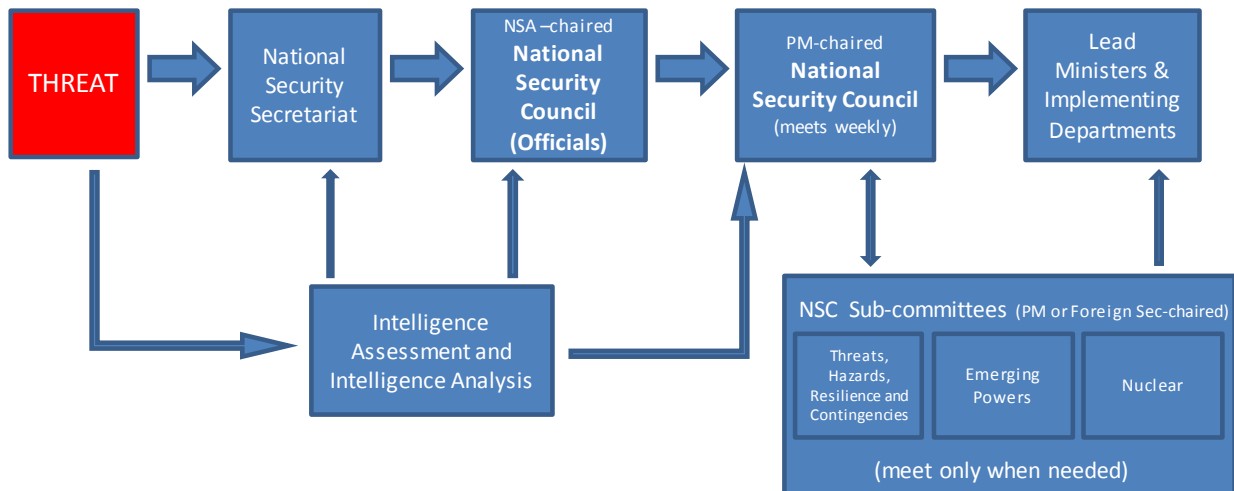 THREAT
National
Security
Secretariat
NSA –chaired
National
Security
Council
(Officials)
PM-chaired
National
Security Council
(meets weekly)
Lead
Ministers &
Implementing
Departments
Intelligence
Assessment and
Intelligence Analysis
NSC Sub-committees (PM or Foreign Sec-chaired)
Threats,
Hazards,
Resilience and
Contingencies
Emerging
Powers
Nuclear
(meet only when needed)